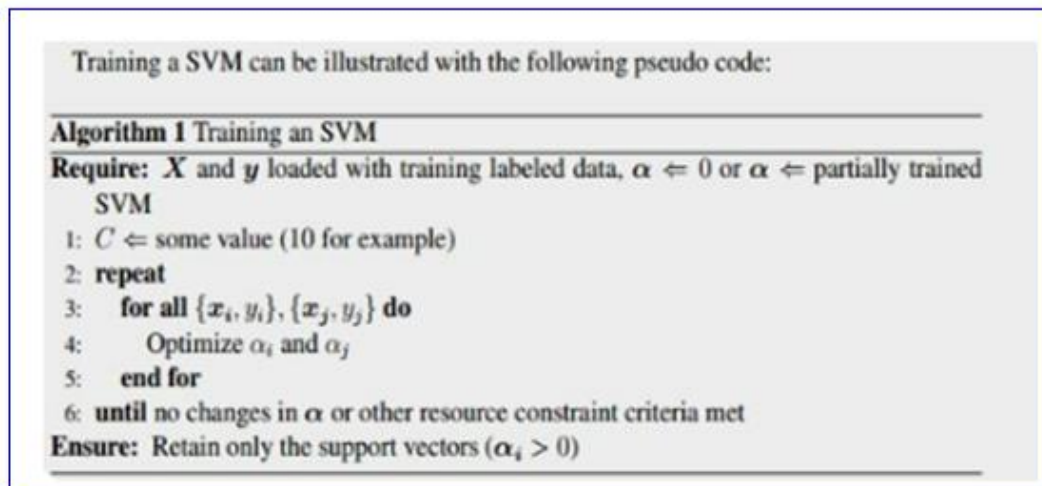 Training a SVM can be illustrated with the following pseudo code:
Algorithm 1 Training an SVM
Require: X and y loaded with training labeled data, α ⇐ 0 or α ⇐ partially trained
SVM
1: C ⇐ some value (10 for example)
2: repeat
3: for all {xᵢ, yᵢ}, {xⱼ, yⱼ} do
4: Optimize αᵢ and αⱼ
5: end for
6: until no changes in α or other resource constraint criteria met
Ensure: Retain only the support vectors (αᵢ > 0)